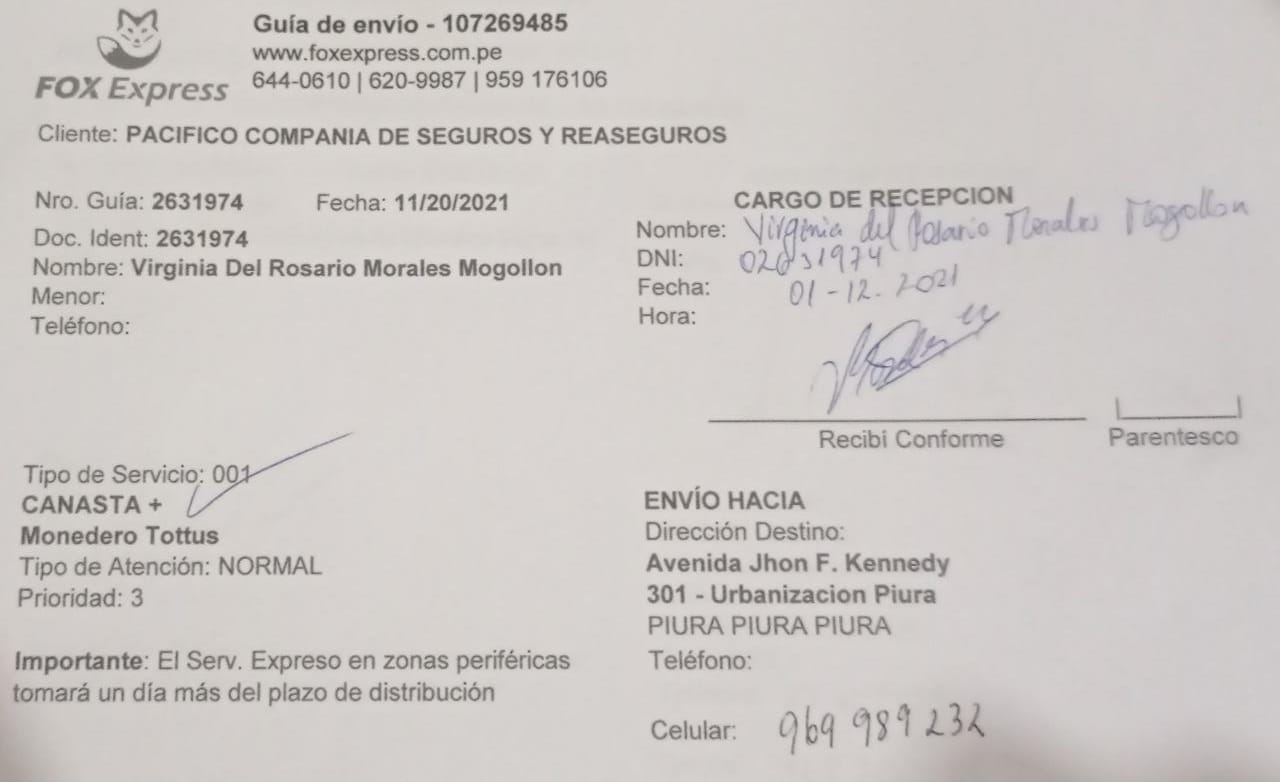 FOX Express
Guía de envío - 107269485
www.foxexpress.com.pe
644-0610 | 620-9987 | 959 176106
Cliente: PACIFICO COMPANIA DE SEGUROS Y REASEGUROS
Nro. Guía: 2631974 Fecha: 11/20/2021
Doc. Ident: 2631974
Nombre: Virginia Del Rosario Morales Mogollon
Menor:
Teléfono:
CARGO DE RECEPCION
Nombre: Virginia del Rosario Morales Mogollon
DNI: 02631974
Fecha: 01-12.2021
Hora:
Recibi Conforme
Parentesco
Tipo de Servicio: 001
CANASTA +
Monedero Tottus
Tipo de Atención: NORMAL
Prioridad: 3
Importante: El Serv. Expreso en zonas periféricas
tomará un día más del plazo de distribución
ENVÍO HACIA
Dirección Destino:
Avenida Jhon F. Kennedy
301 - Urbanizacion Piura
PIURA PIURA PIURA
Teléfono:
Celular: 969 989 232